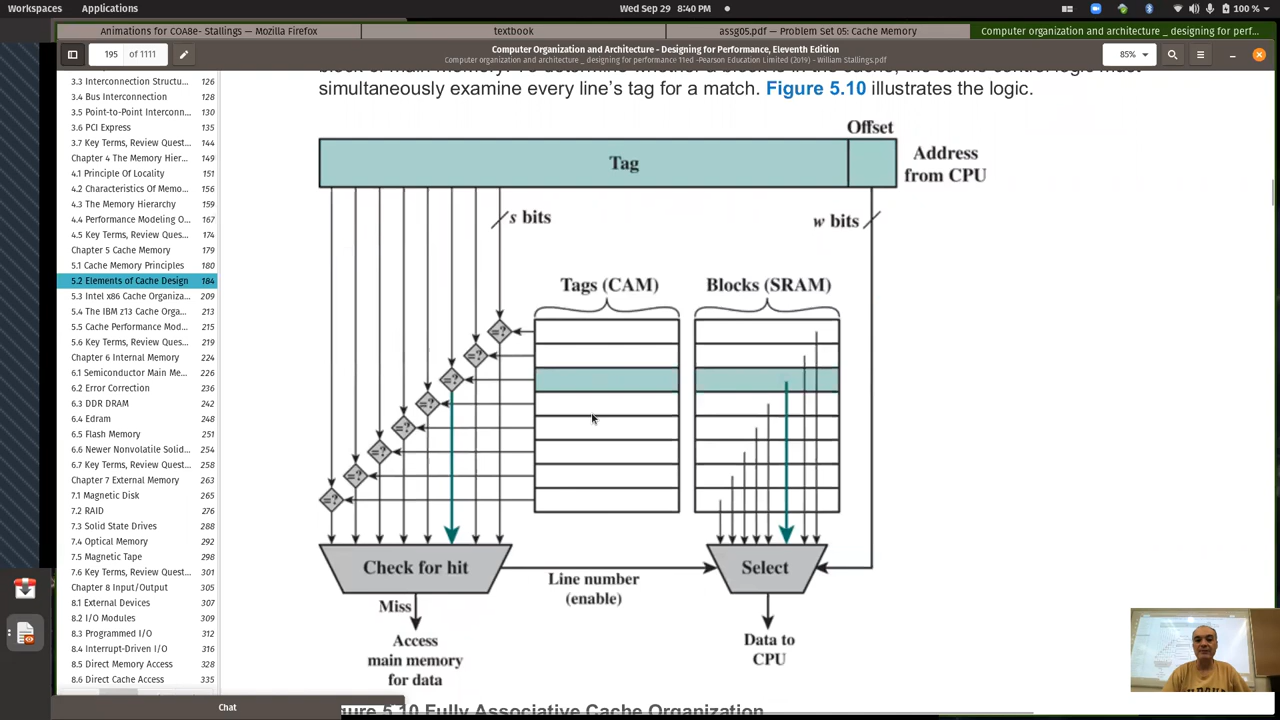 Workspaces
Applications
Wed Sep 29 8:40 PM
100 %
Animations for COA8e- Stallings — Mozilla Firefox
textbook
assg05.pdf — Problem Set 05: Cache Memory
Computer organization and architecture _ designing for perf...
195 of 1111
Computer Organization and Architecture - Designing for Performance, Eleventh Edition
Computer organization and architecture _ designing for performance 11ed -Pearson Education Limited (2019) - William Stallings.pdf
85%
3.3 Interconnection Structu... 126
3.4 Bus Interconnection 128
3.5 Point-to-Point Interconn... 130
3.6 PCI Express 135
3.7 Key Terms, Review Quest... 144
Chapter 4 The Memory Hier... 149
4.1 Principle Of Locality 151
4.2 Characteristics Of Memo... 156
4.3 The Memory Hierarchy 159
4.4 Performance Modeling O... 167
4.5 Key Terms, Review Ques... 174
Chapter 5 Cache Memory 179
5.1 Cache Memory Principles 180
5.2 Elements of Cache Design 184
5.3 Intel x86 Cache Organiza... 209
5.4 The IBM z13 Cache Orga... 213
5.5 Cache Performance Mod... 215
5.6 Key Terms, Review Ques... 219
Chapter 6 Internal Memory 224
6.1 Semiconductor Main Me... 226
6.2 Error Correction 236
6.3 DDR DRAM 242
6.4 Edram 248
6.5 Flash Memory 251
6.6 Newer Nonvolatile Solid... 254
6.7 Key Terms, Review Quest... 258
Chapter 7 External Memory 263
7.1 Magnetic Disk 265
7.2 RAID 276
7.3 Solid State Drives 288
7.4 Optical Memory 292
7.5 Magnetic Tape 298
7.6 Key Terms, Review Quest... 301
Chapter 8 Input/Output 305
8.1 External Devices 307
8.2 I/O Modules 309
8.3 Programmed I/O 312
8.4 Interrupt-Driven I/O 316
8.5 Direct Memory Access 328
8.6 Direct Cache Access 335
simultaneously examine every line's tag for a match. Figure 5.10 illustrates the logic.
Offset
Tag
Address
from CPU
s bits
w bits
Tags (CAM)
Blocks (SRAM)
=?
=?
=?
=?
=?
=?
=?
=?
Check for hit
Line number
(enable)
Select
Miss
Access
main memory
for data
Data to
CPU
5.10 Fully Associative Cache Organization
Chat